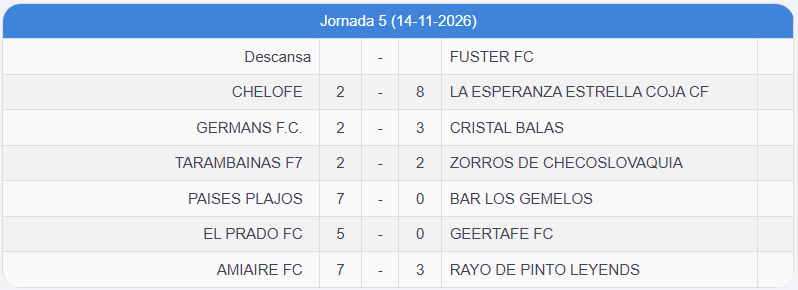 Jornada 5 (14-11-2026)
Descansa - FUSTER FC
CHELOFE 2 - 8 LA ESPERANZA ESTRELLA COJA CF
GERMANS F.C. 2 - 3 CRISTAL BALAS
TARAMBAINAS F7 2 - 2 ZORROS DE CHECOSLOVAQUIA
PAISES PLAJOS 7 - 0 BAR LOS GEMELOS
EL PRADO FC 5 - 0 GEERTAFE FC
AMIAIRE FC 7 - 3 RAYO DE PINTO LEYENDS